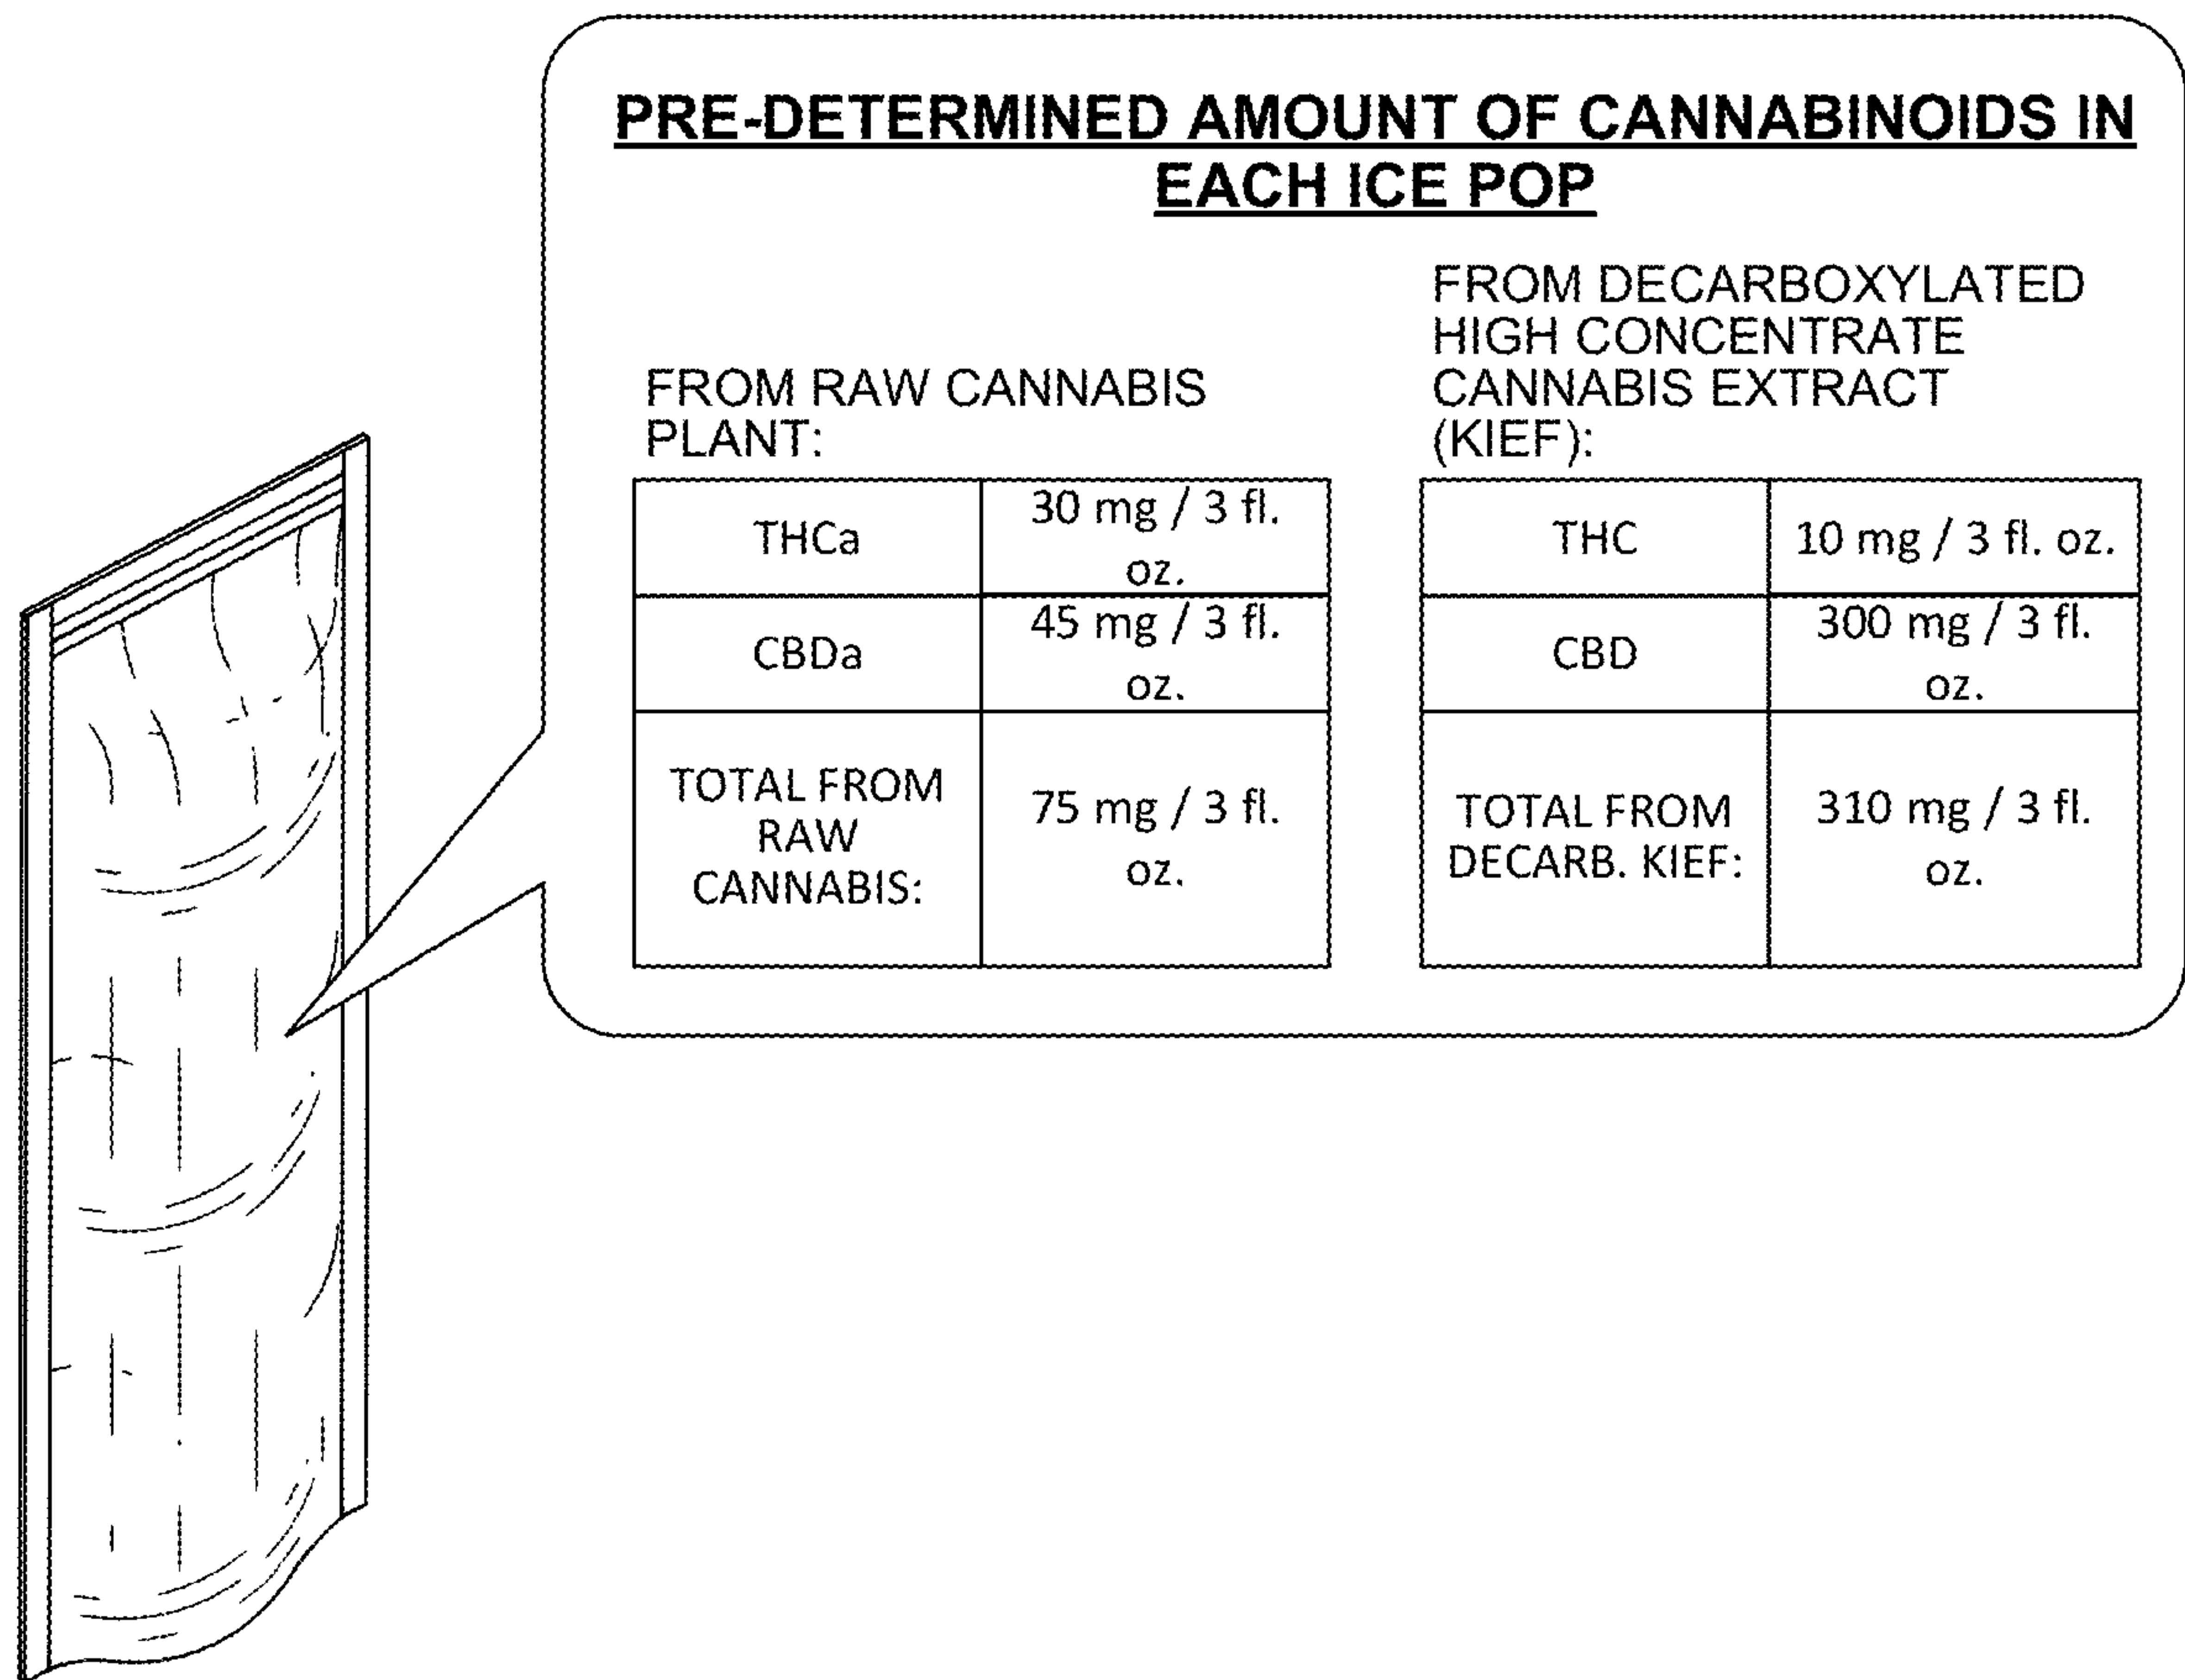 PRE-DETERMINED AMOUNT OF CANNABINOIDS IN
EACH ICE POP
FROM RAW CANNABIS
PLANT:
THCa
30 mg / 3 fl.
oz.
CBDa
45 mg / 3 fl.
oz.
TOTAL FROM
RAW
CANNABIS:
75 mg / 3 fl.
oz.
FROM DECARBOXYLATED
HIGH CONCENTRATE
CANNABIS EXTRACT
(KIEF):
THC
10 mg / 3 fl. oz.
CBD
300 mg / 3 fl.
oz.
TOTAL FROM
DECARB. KIEF:
310 mg / 3 fl.
oz.